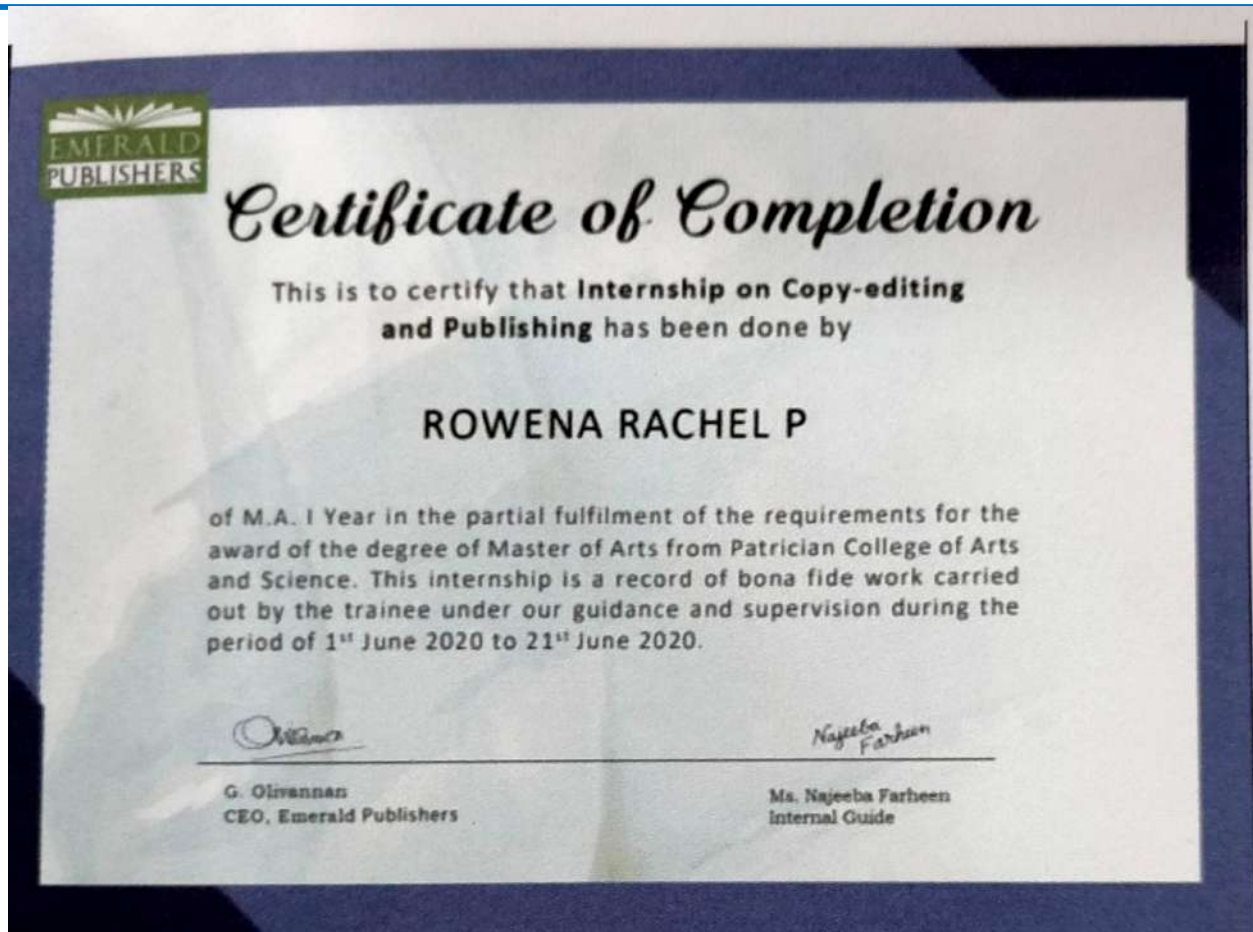 EMERALD
PUBLISHERS
Certificate of Completion
This is to certify that Internship on Copy-editing
and Publishing has been done by
ROWENA RACHEL P
of M.A. I Year in the partial fulfilment of the requirements for the
award of the degree of Master of Arts from Patrician College of Arts
and Science. This internship is a record of bona fide work carried
out by the trainee under our guidance and supervision during the
period of 1st June 2020 to 21st June 2020.
Najeeba
Farheen
G. Olivannan
CEO, Emerald Publishers
Ms. Najeeba Farheen
Internal Guide